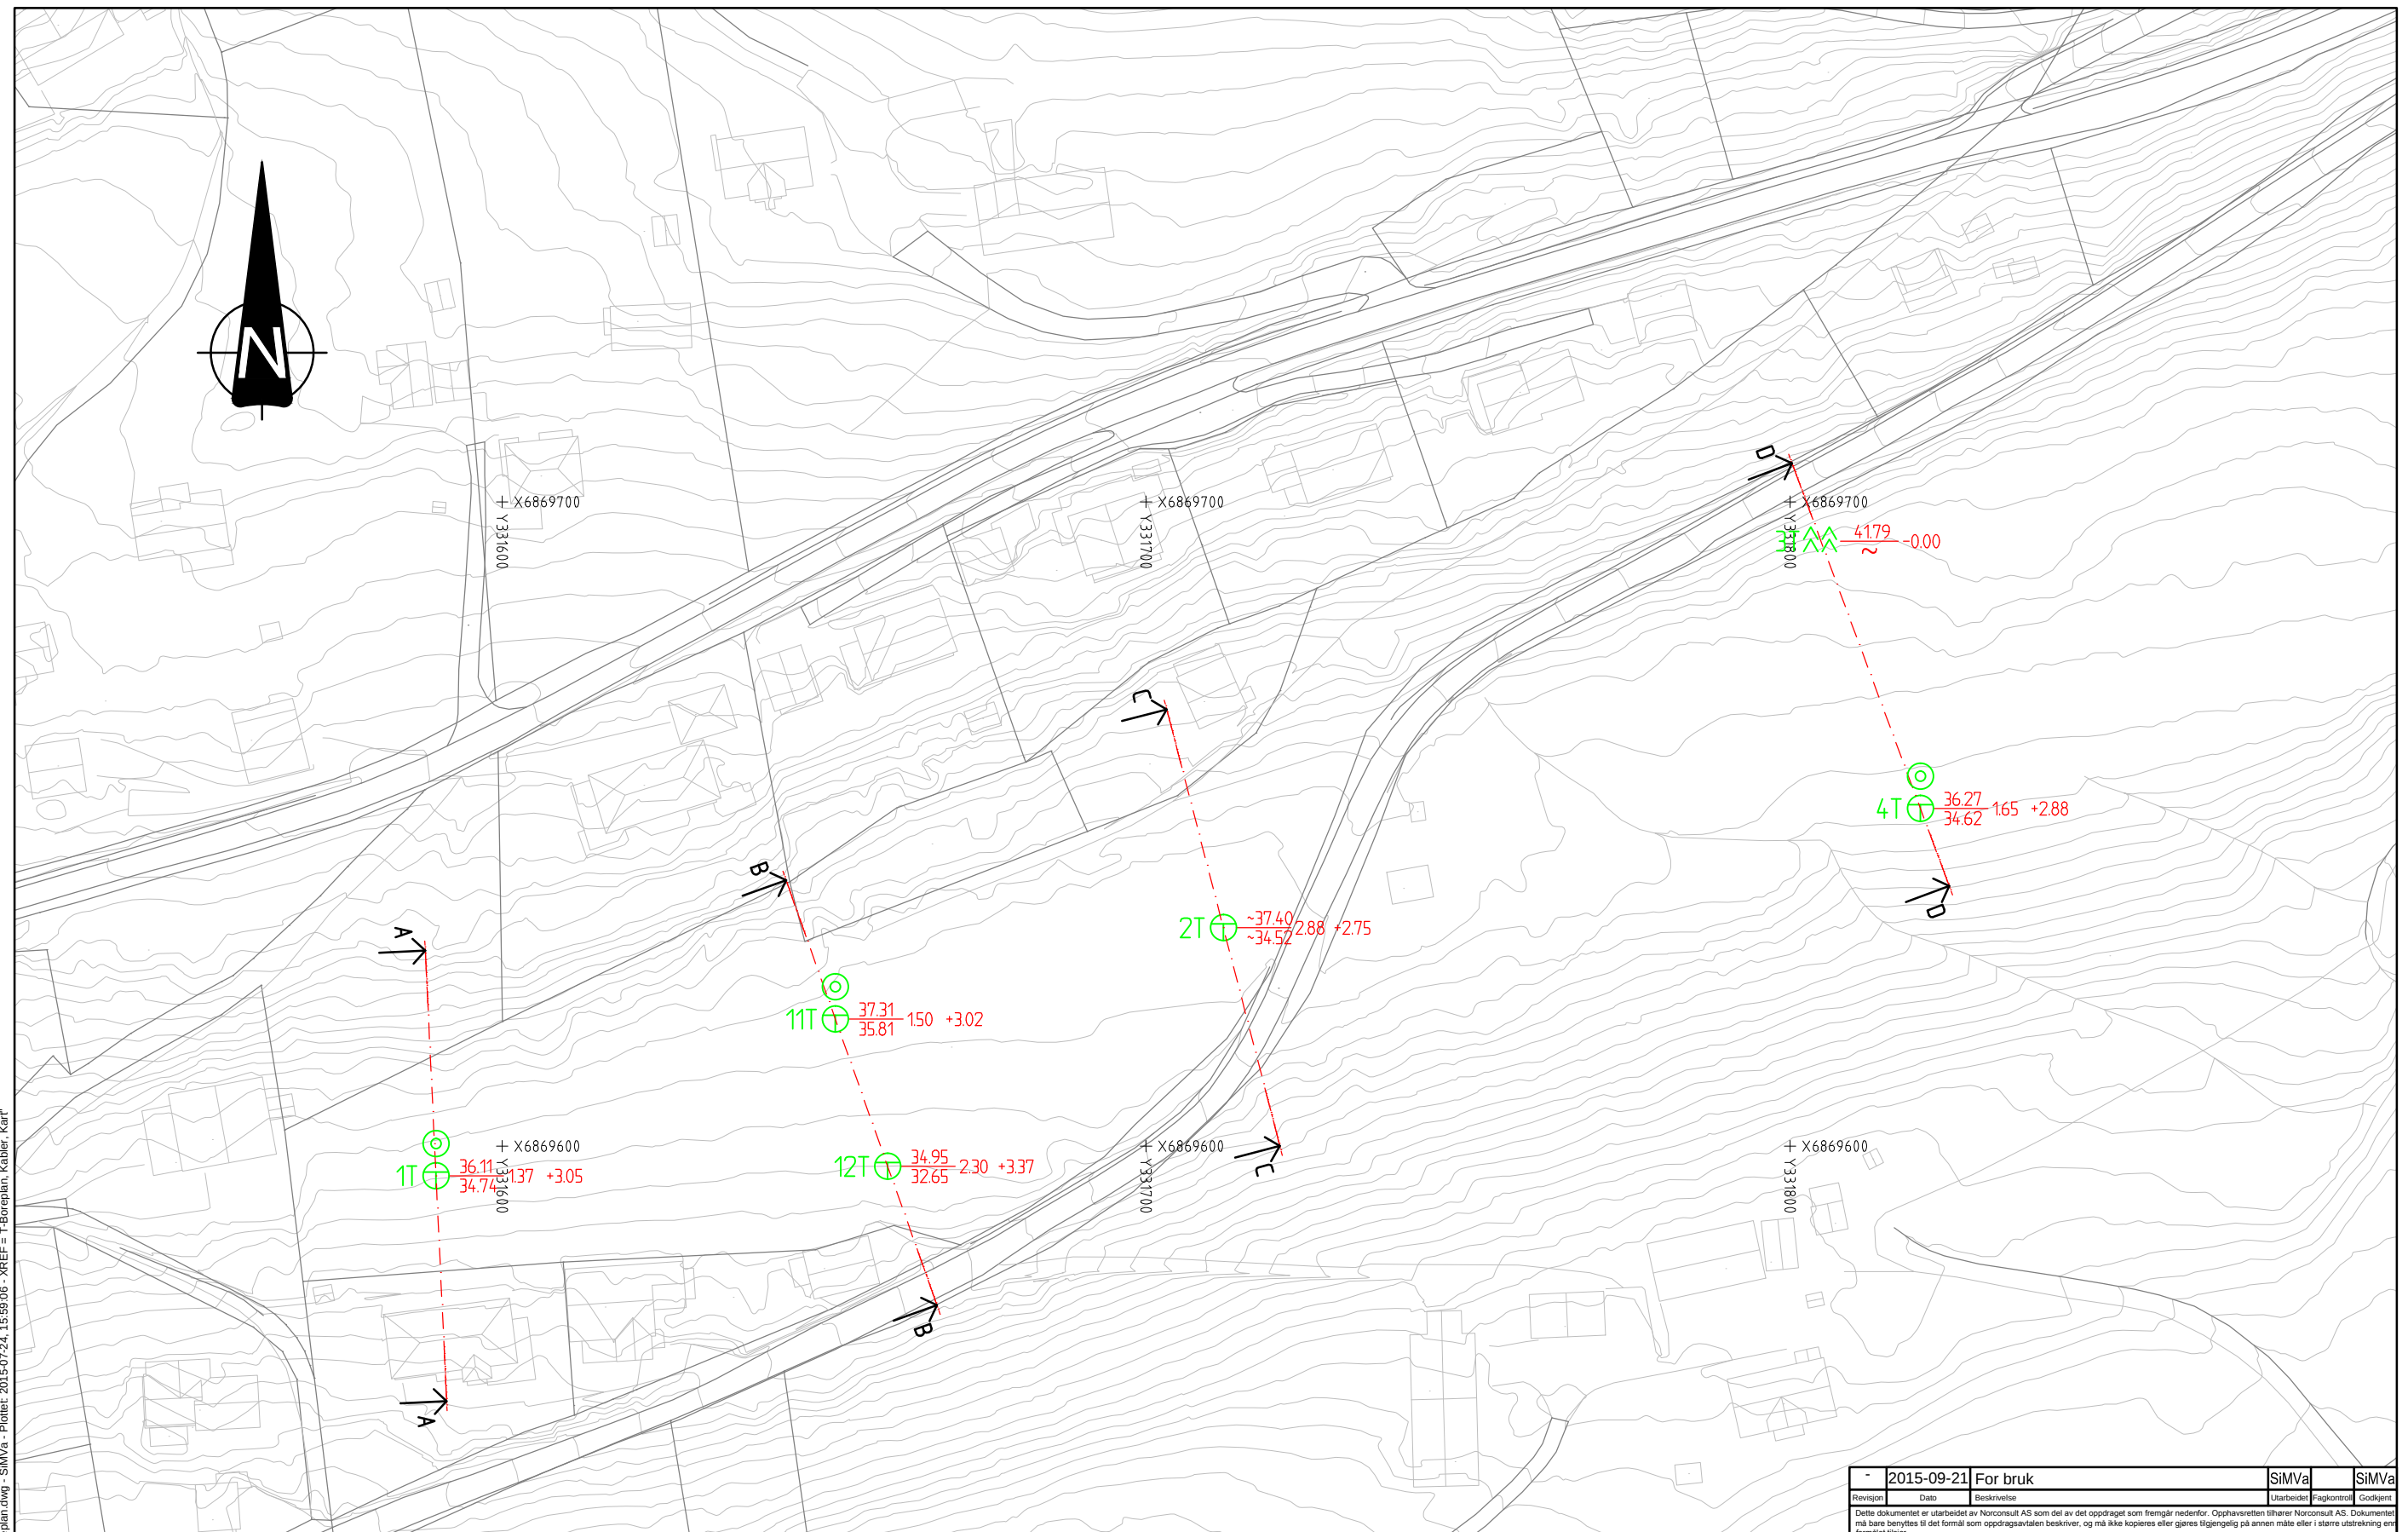 N
D
X6869700
Y331600
X6869700
Y331700
X6869700
Y331800
41.79 -0.00
~
C
4T 36.27 1.65 +2.88
34.62
B
D
A
2T ~37.40 2.88 +2.75
~34.52
11T 37.31 1.50 +3.02
35.81
X6869600
Y331600
X6869600
Y331700
X6869600
Y331800
1T 36.11 1.37 +3.05
34.74
12T 34.95 2.30 +3.37
32.65
C
B
A
plan.dwg - SiMVa - Plottet: 2015-07-24, 15:59:06 - XREF = T-Boreplan, Kabler, Kart"
- 2015-09-21 For bruk SiMVa SiMVa
Revisjon Dato Beskrivelse Utarbeidet Fagkontroll Godkjent
Dette dokumentet er utarbeidet av Norconsult AS som del av det oppdraget som fremgår nedenfor. Opphavsretten tilhører Norconsult AS. Dokumentet
må bare benyttes til det formål som oppdragsavtalen beskriver, og må ikke kopieres eller gjøres tilgjengelig på annen måte eller i større utstrekning enn